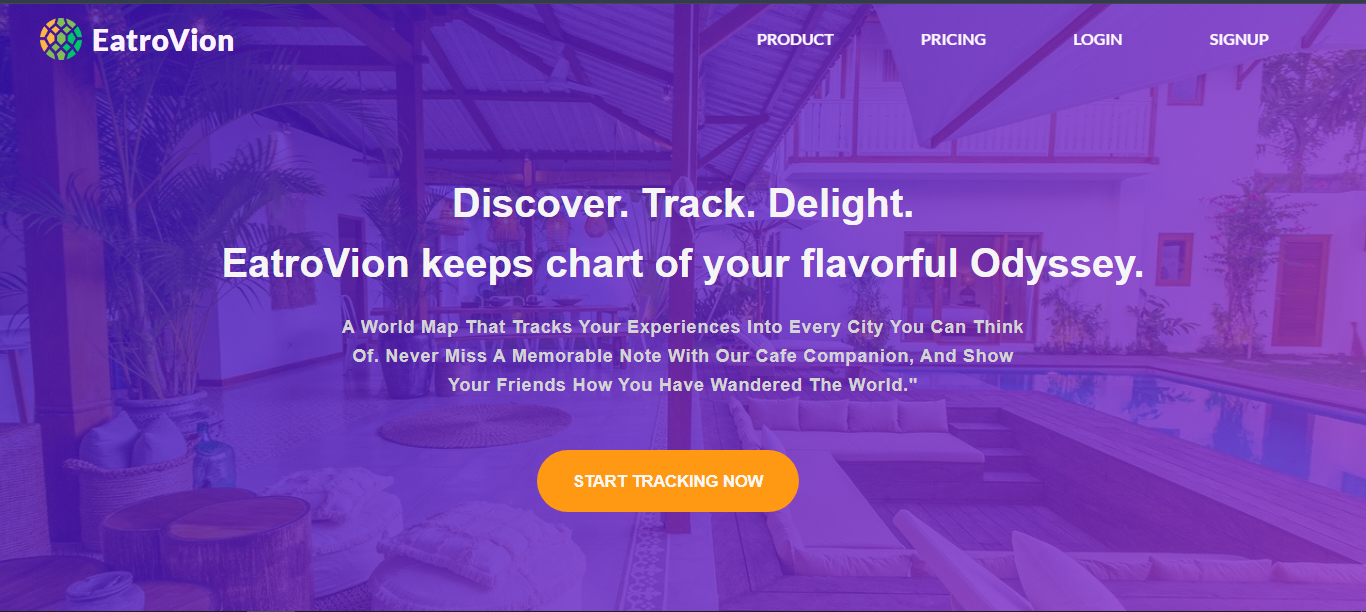 EatroVion
PRODUCT
PRICING
LOGIN
SIGNUP
Discover. Track. Delight.
EatroVion keeps chart of your flavorful Odyssey.
A World Map That Tracks Your Experiences Into Every City You Can Think
Of. Never Miss A Memorable Note With Our Cafe Companion, And Show
Your Friends How You Have Wandered The World."
START TRACKING NOW